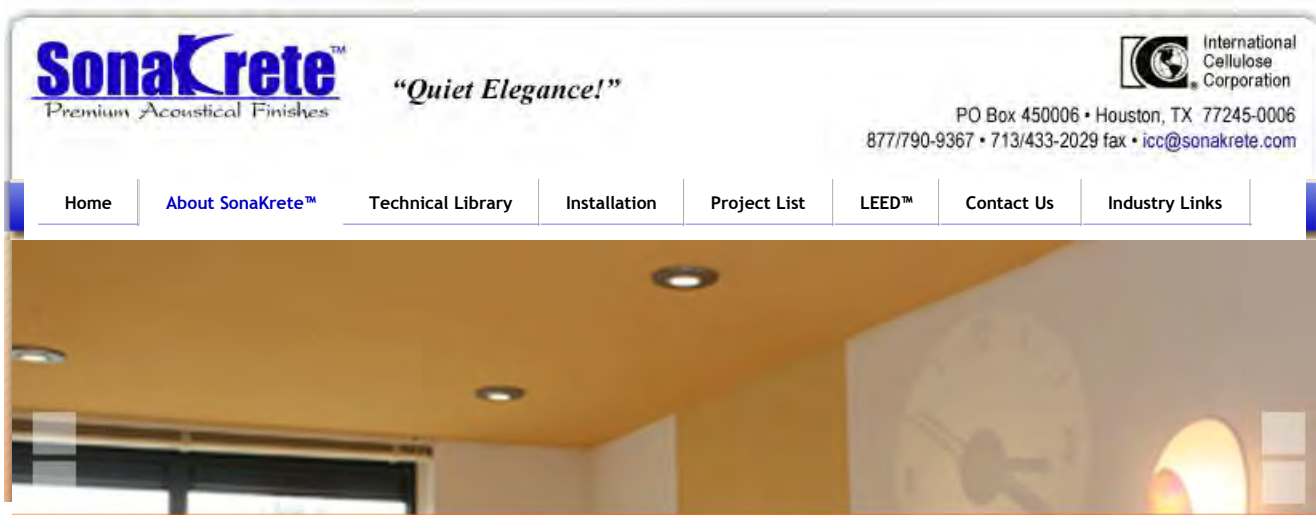 SonaKrete™
Premium Acoustical Finishes
“Quiet Elegance!”
International
Cellulose
Corporation
PO Box 450006 • Houston, TX 77245-0006
877/790-9367 • 713/433-2029 fax • icc@sonakrete.com
Home About SonaKrete™ Technical Library Installation Project List LEED™ Contact Us Industry Links